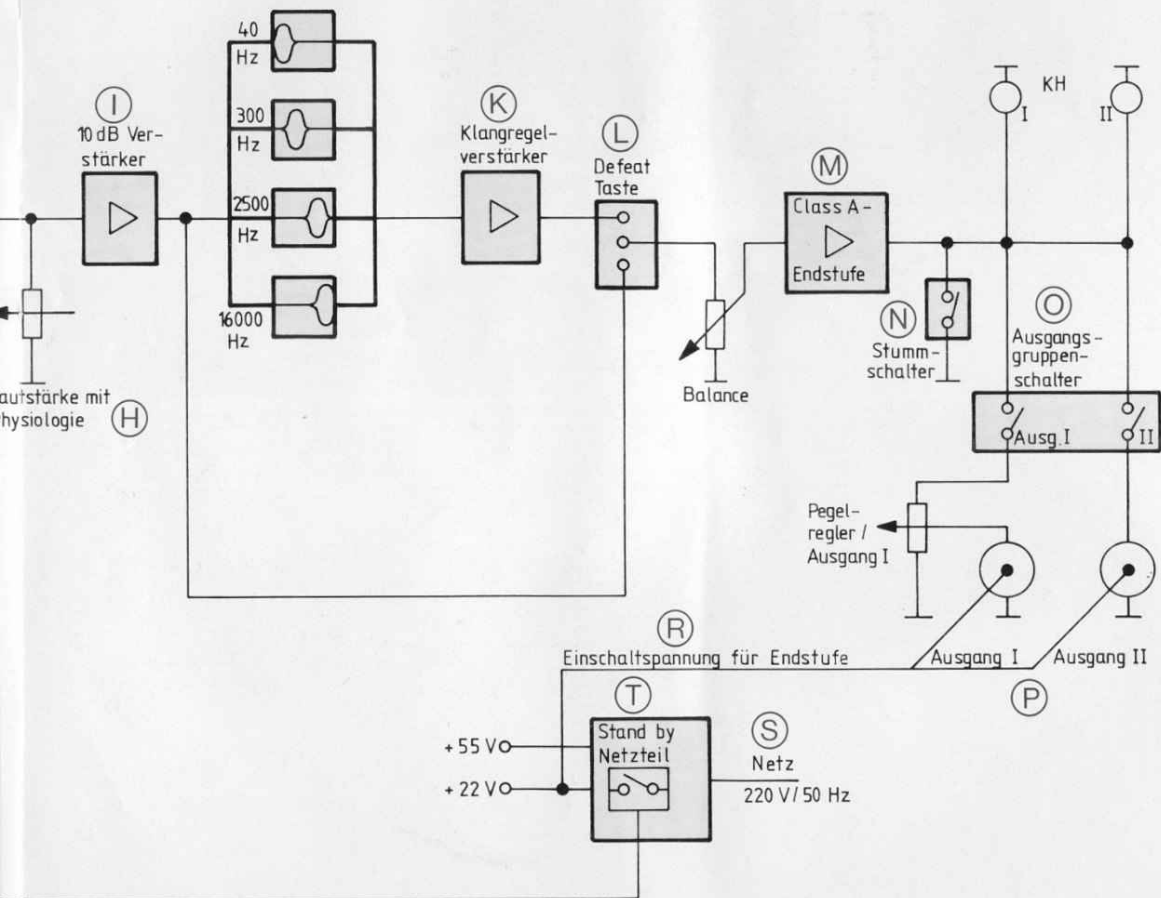 40
Hz
300
Hz
2500
Hz
16000
Hz
I
10 dB Ver-
stärker
K
Klangregel-
verstärker
L
Defeat
Taste
M
Class A-
Endstufe
KH
I
II
N
Stumm-
schalter
O
Ausgangs-
gruppen-
schalter
Ausg. I
II
Balance
autstärke mit
hysiologie
H
Pegel-
regler /
Ausgang I
R
Einschaltspannung für Endstufe
Ausgang I
Ausgang II
P
T
Stand by
Netzteil
+ 55 V
+ 22 V
S
Netz
220 V/50 Hz